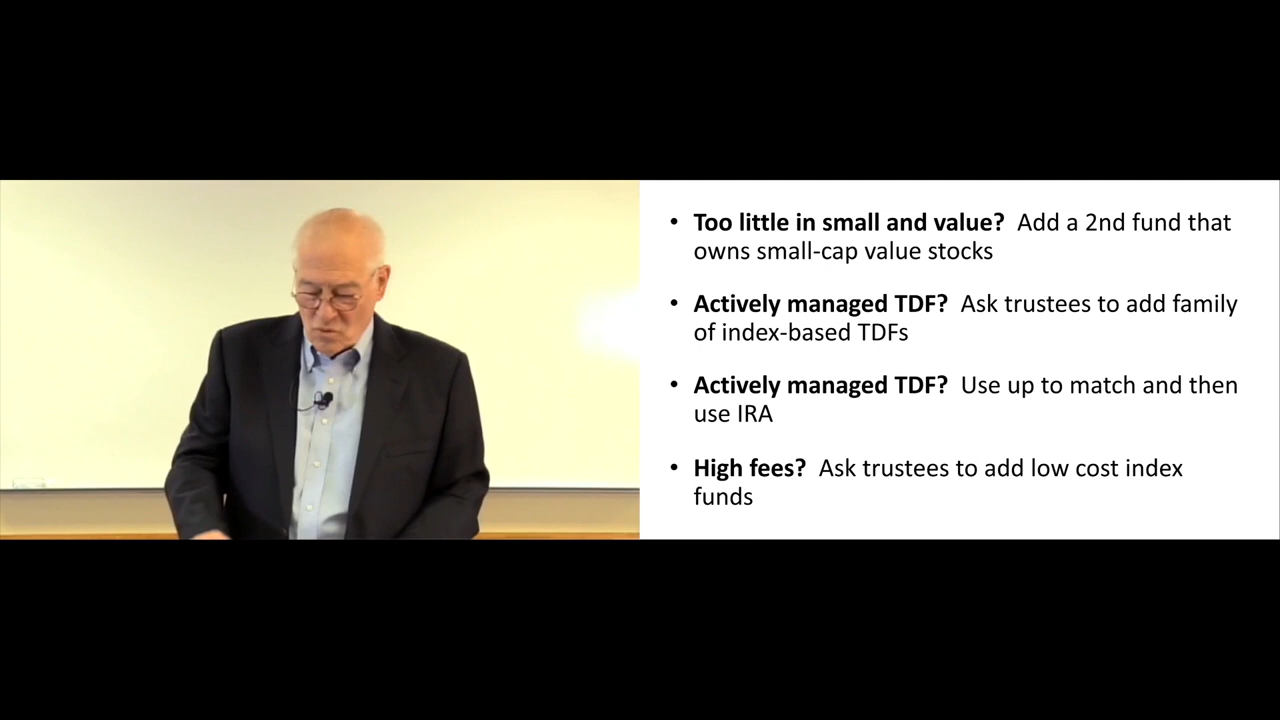 • Too little in small and value?  Add a 2nd fund that
owns small-cap value stocks
• Actively managed TDF?  Ask trustees to add family
of index-based TDFs
• Actively managed TDF?  Use up to match and then
use IRA
• High fees?  Ask trustees to add low cost index
funds